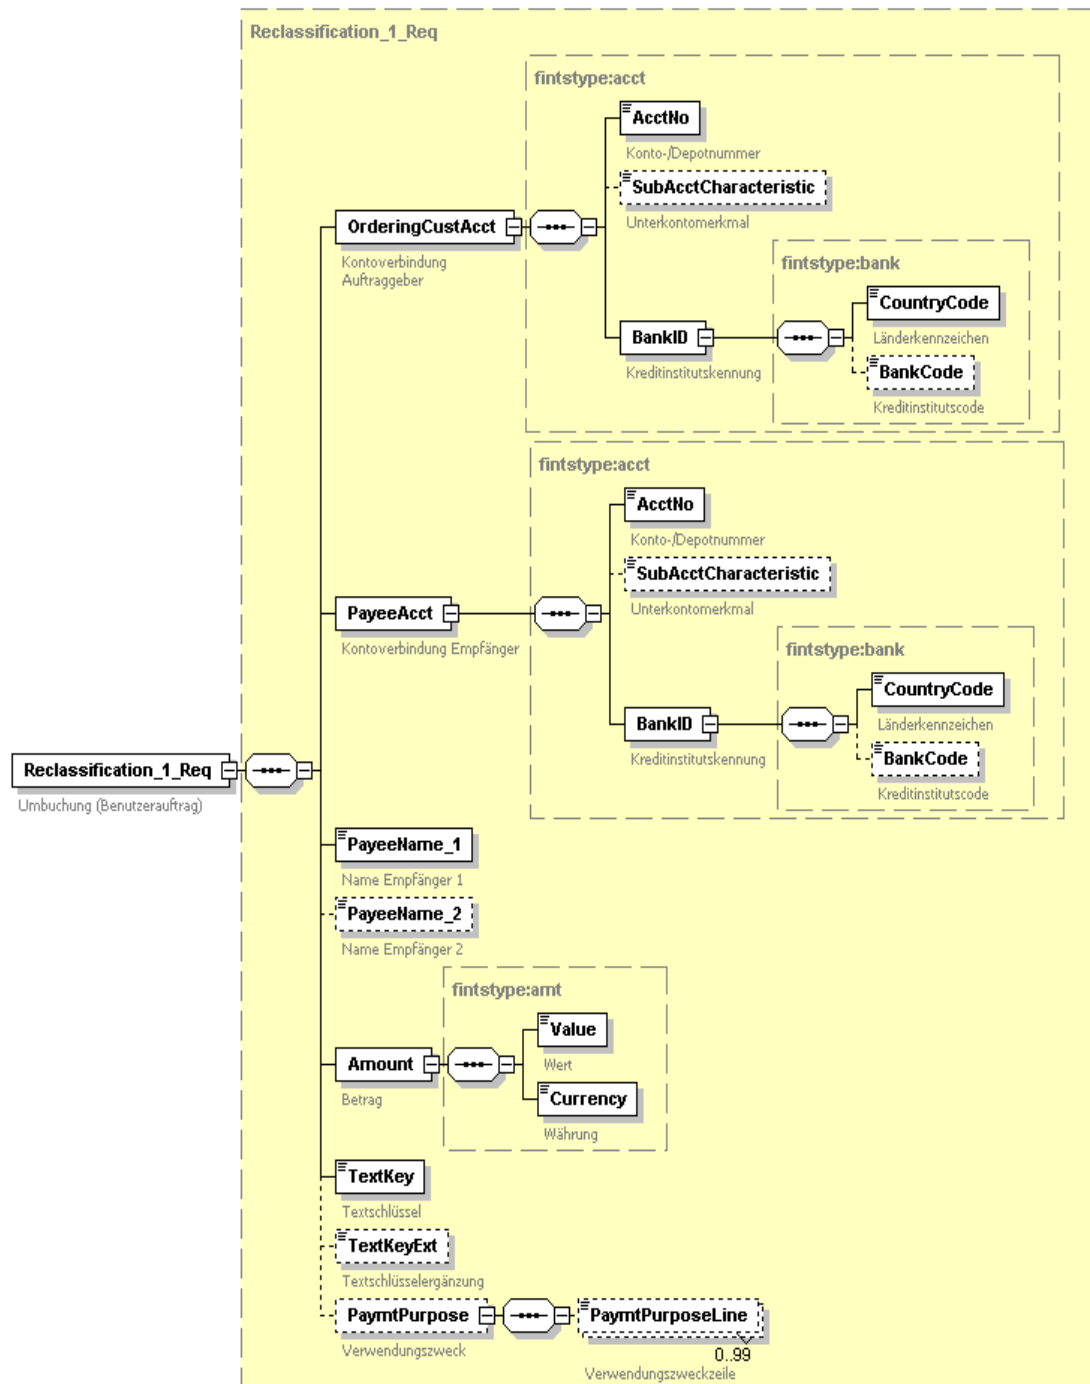 Reclassification_1_Req
fintstype:acct
AcctNo
Konto-/Depotnummer
SubAcctCharacteristic
Unterkontomerkmal
OrderingCustAcct
Kontoverbindung
Auftraggeber
fintstype:bank
CountryCode
Länderkennzeichen
BankID
Kreditinstitutskennung
BankCode
Kreditinstitutscode
fintstype:acct
AcctNo
Konto-/Depotnummer
SubAcctCharacteristic
Unterkontomerkmal
PayeeAcct
Kontoverbindung Empfänger
fintstype:bank
CountryCode
Länderkennzeichen
BankID
Kreditinstitutskennung
BankCode
Kreditinstitutscode
Reclassification_1_Req
Umbuchung (Benutzerauftrag)
PayeeName_1
Name Empfänger 1
PayeeName_2
Name Empfänger 2
fintstype:amt
Value
Wert
Amount
Betrag
Currency
Währung
TextKey
Textschlüssel
TextKeyExt
Textschlüsselergänzung
PaymtPurpose
Verwendungszweck
PaymtPurposeLine
0..99
Verwendungszweckzeile